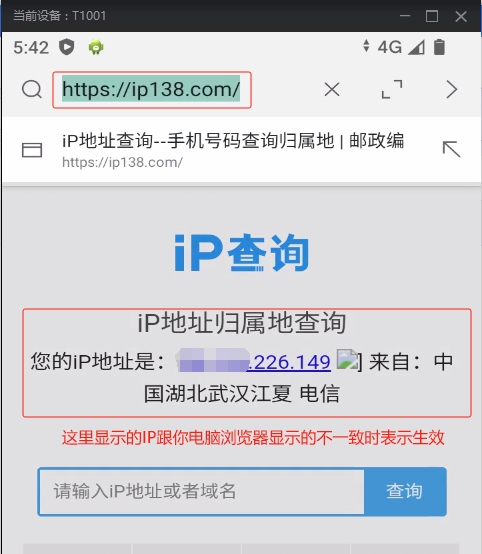 当前设备：T1001
5:42
4G
https://ip138.com/
iP地址查询--手机号码查询归属地 | 邮政编
https://ip138.com/
iP查询
iP地址归属地查询
您的iP地址是：.226.149 ] 来自：中
国湖北武汉江夏 电信
这里显示的IP跟你电脑浏览器显示的不一致时表示生效
请输入iP地址或者域名
查询